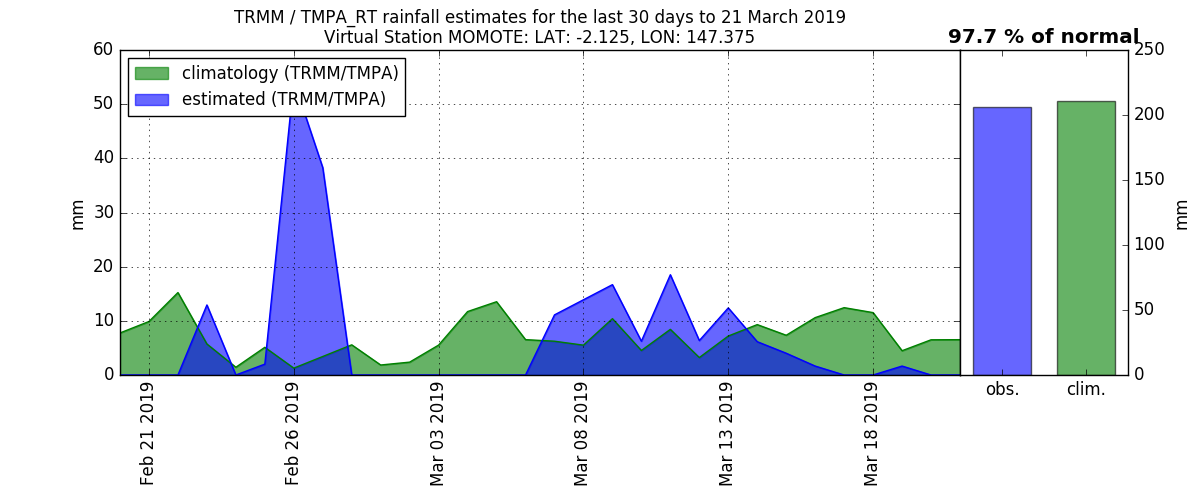 TRMM / TMPA_RT rainfall estimates for the last 30 days to 21 March 2019
Virtual Station MOMOTE: LAT: -2.125, LON: 147.375
97.7 % of normal
climatology (TRMM/TMPA)
estimated (TRMM/TMPA)
60
50
40
30
20
10
0
mm
Feb 21 2019
Feb 26 2019
Mar 03 2019
Mar 08 2019
Mar 13 2019
Mar 18 2019
obs.
clim.
250
200
150
100
50
0
mm